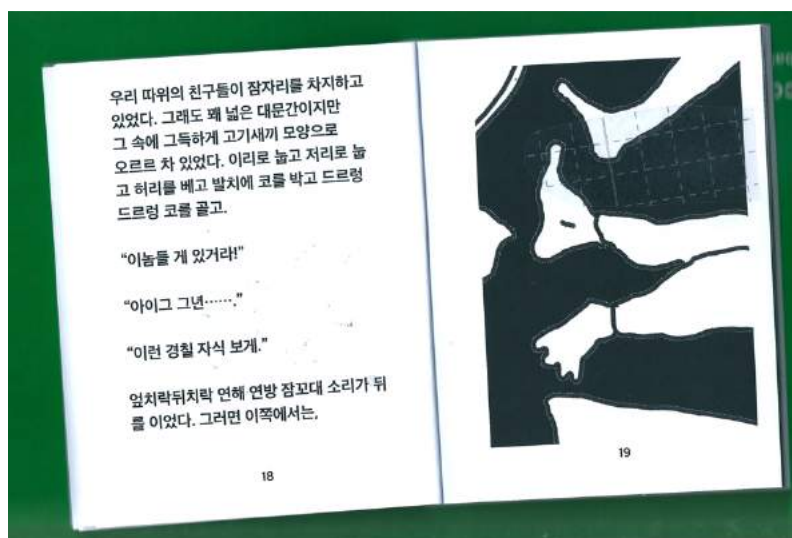 우리 따위의 친구들이 잠자리를 차지하고
있었다. 그래도 꽤 넓은 대문간이지만
그 속에 그득하게 고기새끼 모양으로
오르르 차 있었다. 이리로 눕고 저리로 눕
고 허리를 베고 발치에 코를 박고 드르렁
드르렁 코를 골고.
“이놈들 게 있거라!”
“아이그 그년…….”
“이런 경칠 자식 보게.”
엎치락뒤치락 연해 연방 잠꼬대 소리가 뒤
를 이었다. 그러면 이쪽에서는,
18
19